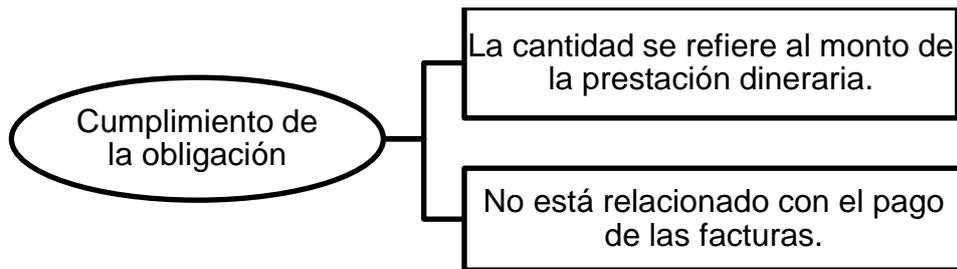 La cantidad se refiere al monto de
la prestación dineraria.
Cumplimiento de
la obligación
No está relacionado con el pago
de las facturas.